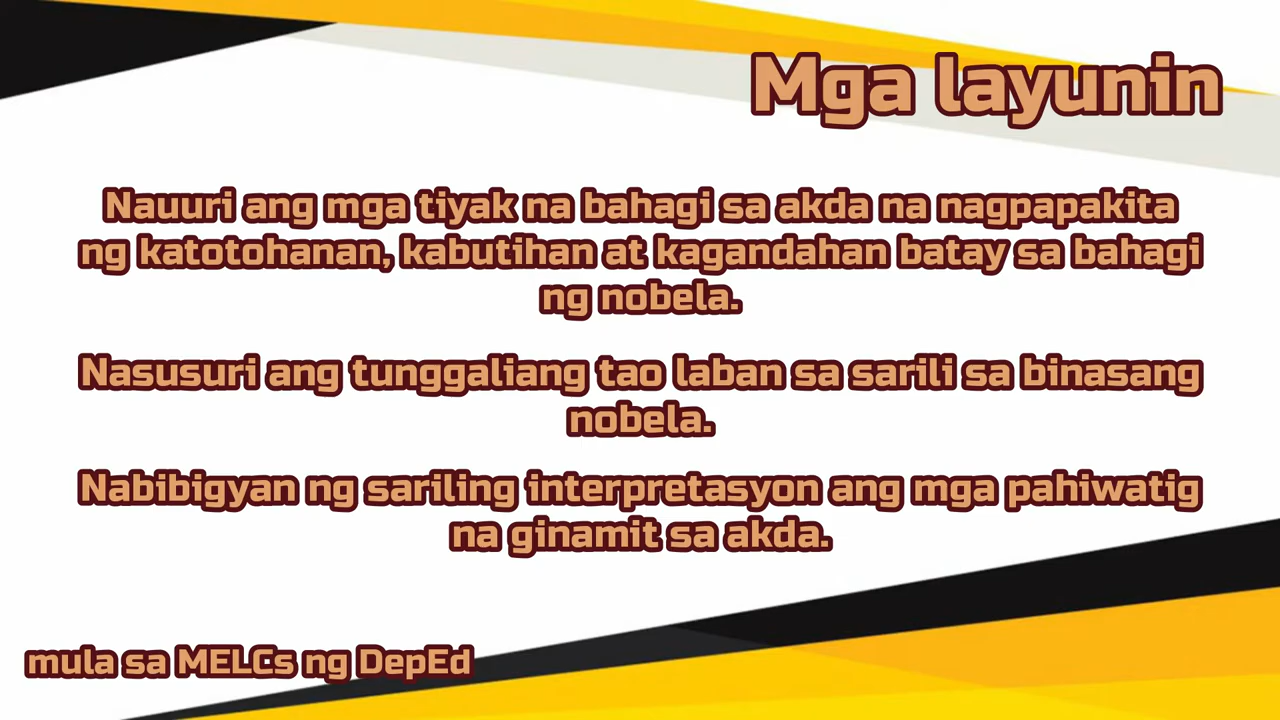 Mga layunin
Nauuri ang mga tiyak na bahagi sa akda na nagpapakita
ng katotohanan, kabutihan at kagandahan batay sa bahagi
ng nobela.
Nasusuri ang tunggaliang tao laban sa sarili sa binasang
nobela.
Nabibigyan ng sariling interpretasyon ang mga pahiwatig
na ginamit sa akda.
mula sa MELCs ng DepEd